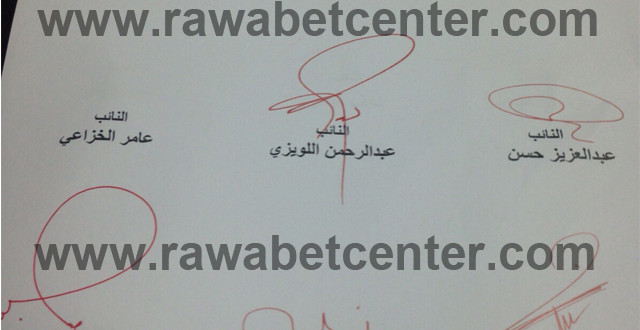 www.rawabetcenter.com
النائب
عبدالعزيز حسن
النائب
عبدالرحمن اللويزي
النائب
عامر الخزاعي
www.rawabetcenter.com